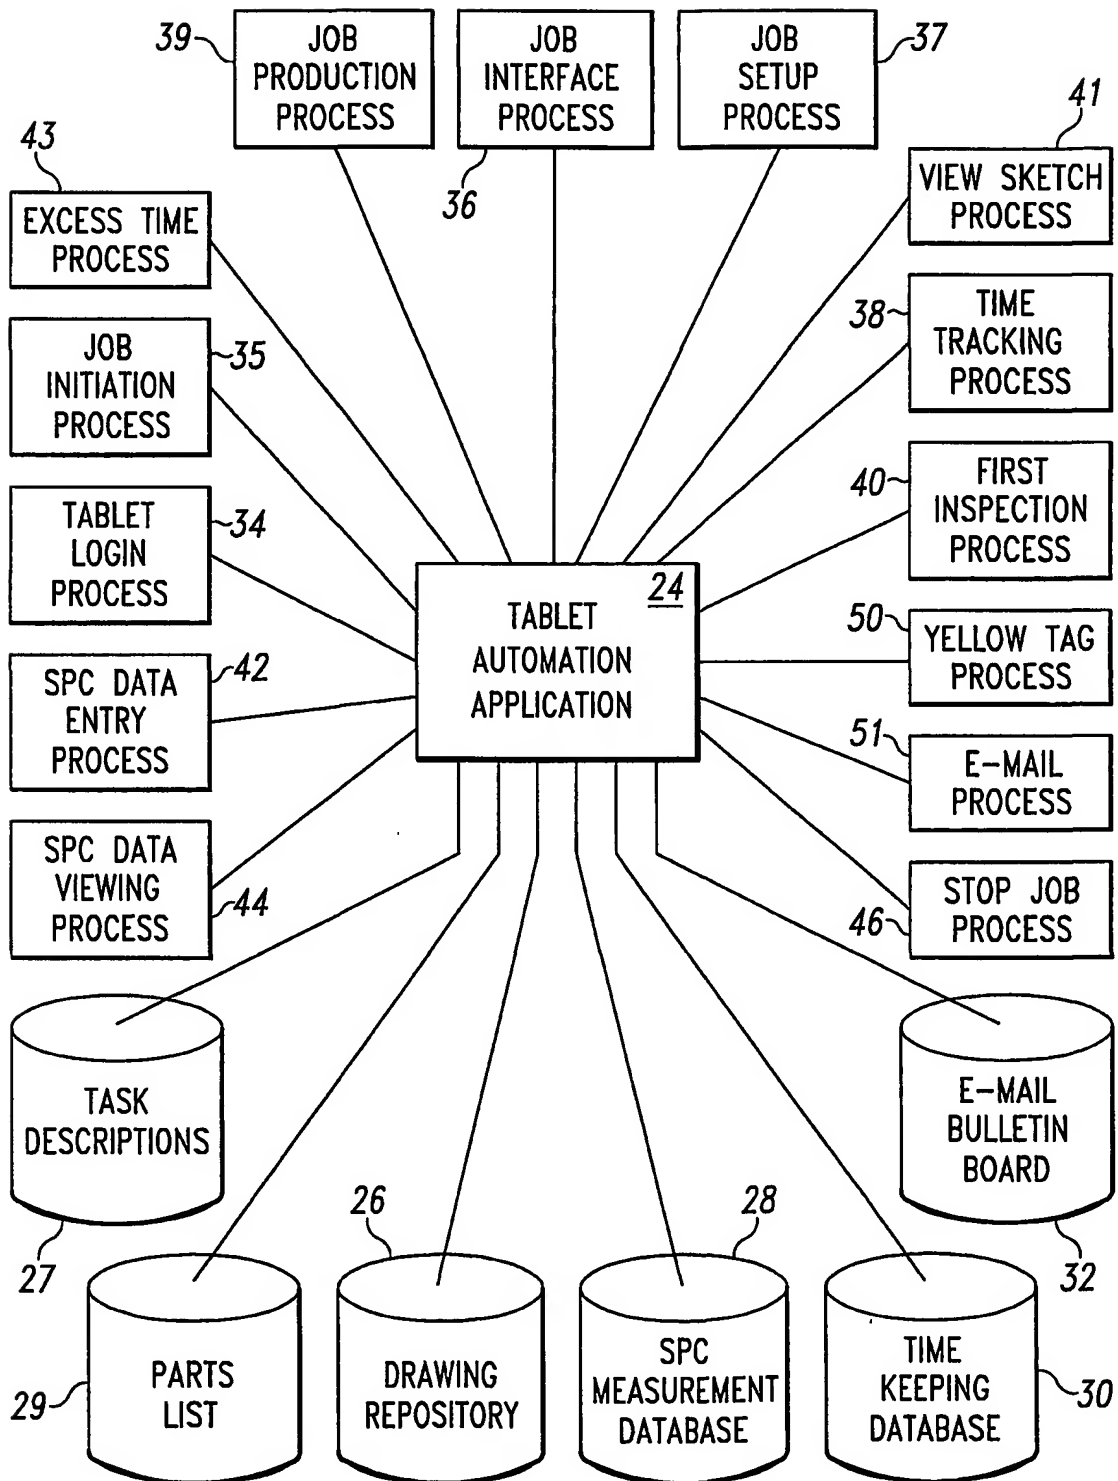 39
JOB
PRODUCTION
PROCESS
JOB
INTERFACE
PROCESS
36
JOB
SETUP
PROCESS
37
43
EXCESS TIME
PROCESS
41
VIEW SKETCH
PROCESS
JOB
INITIATION
PROCESS
35
38
TIME
TRACKING
PROCESS
TABLET
LOGIN
PROCESS
34
40
FIRST
INSPECTION
PROCESS
24
TABLET
AUTOMATION
APPLICATION
SPC DATA
ENTRY
PROCESS
42
50
YELLOW TAG
PROCESS
51
E-MAIL
PROCESS
SPC DATA
VIEWING
PROCESS
44
STOP JOB
PROCESS
46
TASK
DESCRIPTIONS
27
E-MAIL
BULLETIN
BOARD
32
PARTS
LIST
29
26
DRAWING
REPOSITORY
28
SPC
MEASUREMENT
DATABASE
TIME
KEEPING
DATABASE
30